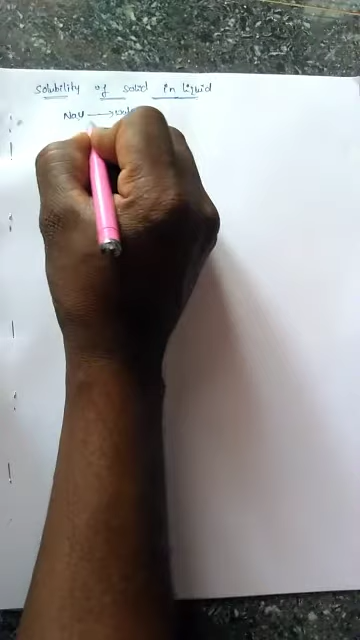 Solubility of solid in liquid
NaCl →